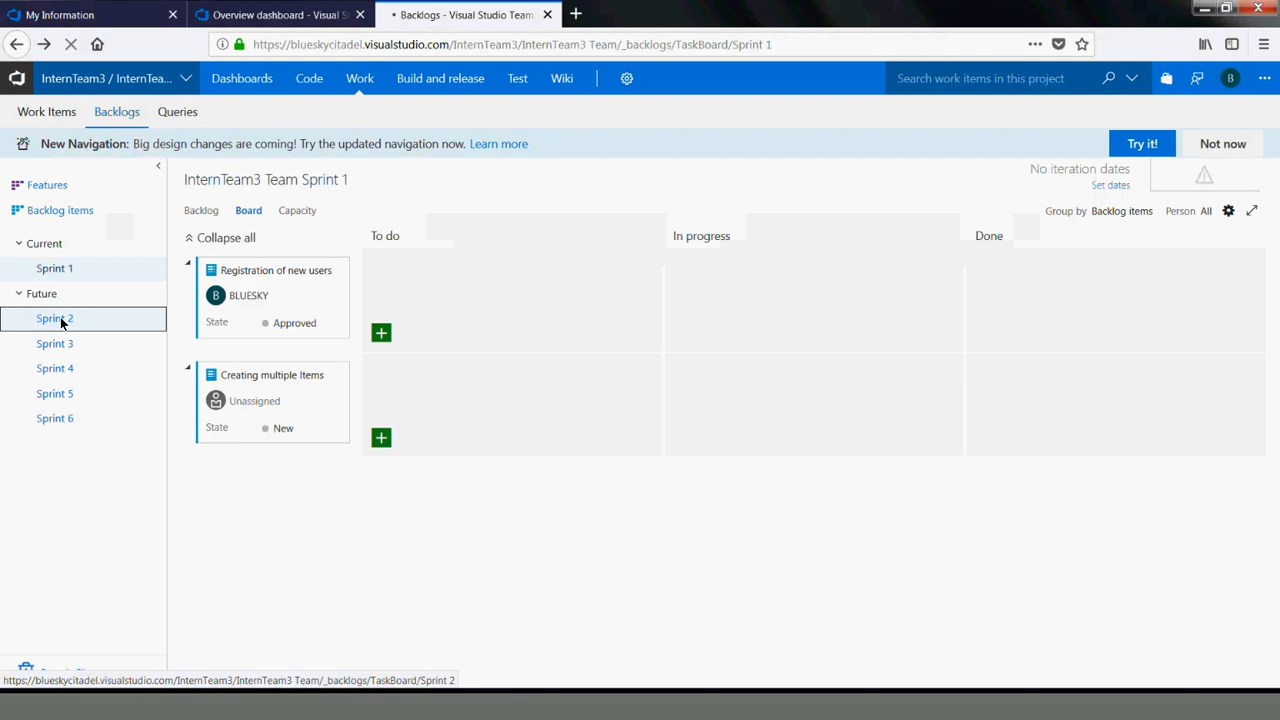 My Information
Overview dashboard - Visual S
Backlogs - Visual Studio Team
https://blueskycitadel.visualstudio.com/InternTeam3/InternTeam3 Team/_backlogs/TaskBoard/Sprint 1
InternTeam3 / InternTea...
Dashboards
Code
Work
Build and release
Test
Wiki
Search work items in this project
B
Work Items
Backlogs
Queries
New Navigation: Big design changes are coming! Try the updated navigation now. Learn more
Try it!
Not now
Features
Backlog items
Current
Sprint 1
Future
Sprint 2
Sprint 3
Sprint 4
Sprint 5
Sprint 6
InternTeam3 Team Sprint 1
No iteration dates
Set dates
Backlog
Board
Capacity
Group by Backlog items
Person All
Collapse all
To do
In progress
Done
Registration of new users
B BLUESKY
State Approved
Creating multiple Items
Unassigned
State New
https://blueskycitadel.visualstudio.com/InternTeam3/InternTeam3 Team/_backlogs/TaskBoard/Sprint 2